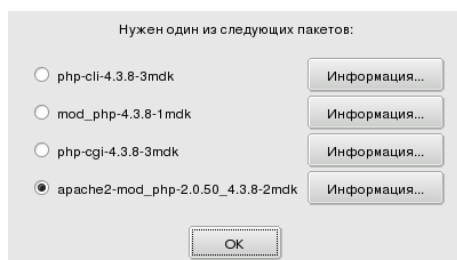 Нужен один из следующих пакетов:
php-cli-4.3.8-3mdk Информация...
mod_php-4.3.8-1mdk Информация...
php-cgi-4.3.8-3mdk Информация...
apache2-mod_php-2.0.50_4.3.8-2mdk Информация...
OK